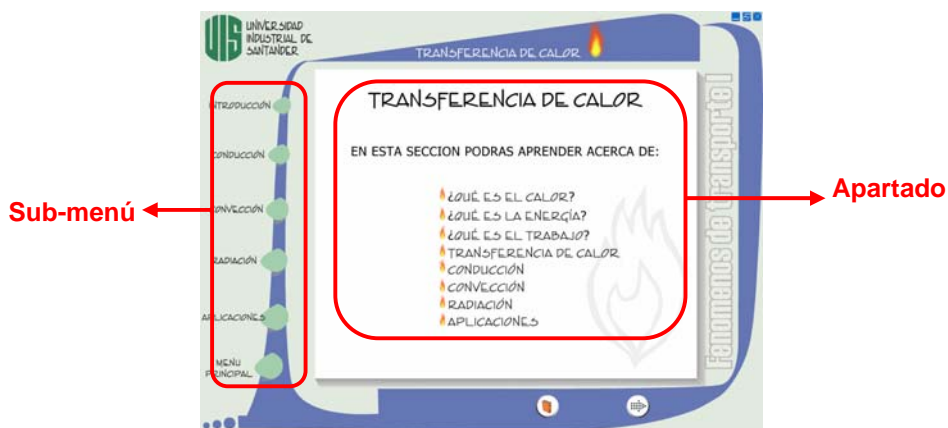 UNIVERSIDAD
INDUSTRIAL DE
SANTANDER
UIS
TRANSFERENCIA DE CALOR
INTRODUCCIÓN
CONDUCCIÓN
CONVECCIÓN
RADIACIÓN
APLICACIONES
MENU
PRINCIPAL
Sub-menú
TRANSFERENCIA DE CALOR
EN ESTA SECCION PODRAS APRENDER ACERCA DE:
¿QUÉ ES EL CALOR?
¿QUÉ ES LA ENERGÍA?
¿QUÉ ES EL TRABAJO?
TRANSFERENCIA DE CALOR
CONDUCCIÓN
CONVECCIÓN
RADIACIÓN
APLICACIONES
Fenomenos de transporte I
Apartado